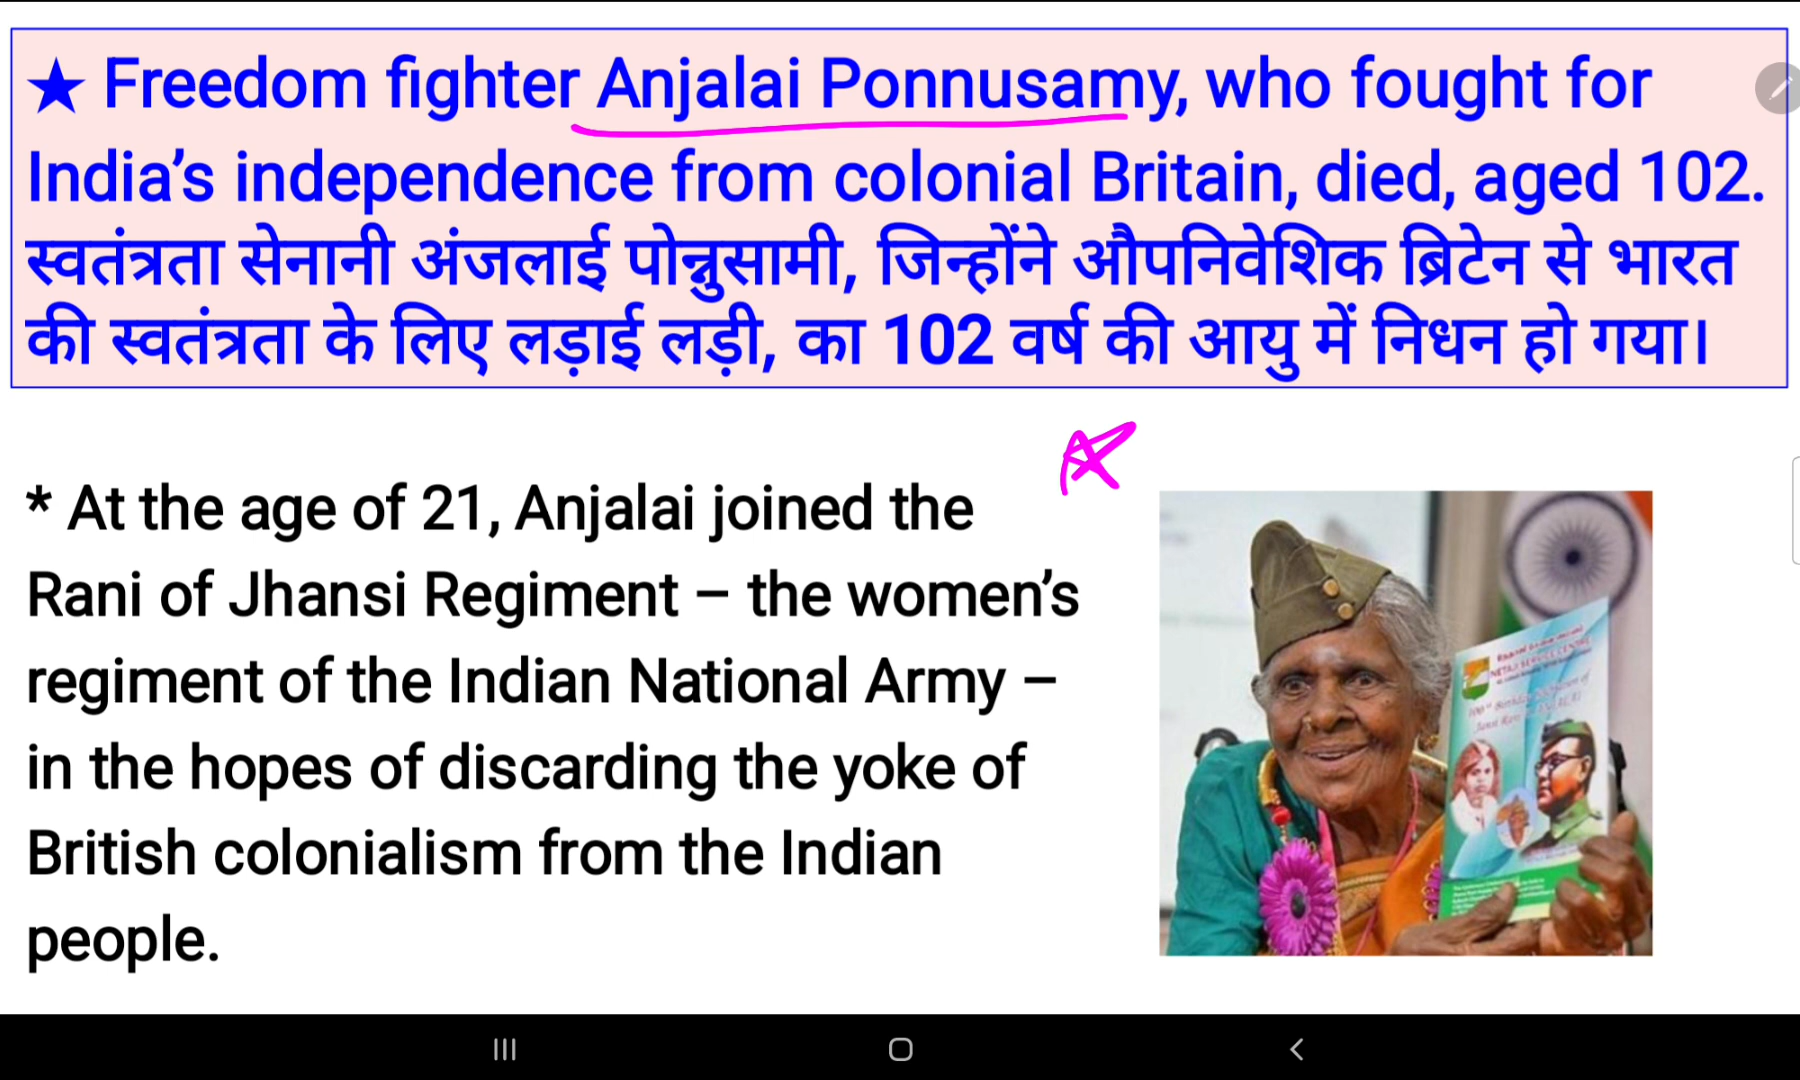 ★ Freedom fighter Anjalai Ponnusamy, who fought for
India’s independence from colonial Britain, died, aged 102.
स्वतंत्रता सेनानी अंजलाई पोन्नुसामी, जिन्होंने औपनिवेशिक ब्रिटेन से भारत
की स्वतंत्रता के लिए लड़ाई लड़ी, का 102 वर्ष की आयु में निधन हो गया।
* At the age of 21, Anjalai joined the
Rani of Jhansi Regiment – the women’s
regiment of the Indian National Army –
in the hopes of discarding the yoke of
British colonialism from the Indian
people.
NETAJI SERVICE CENTRE